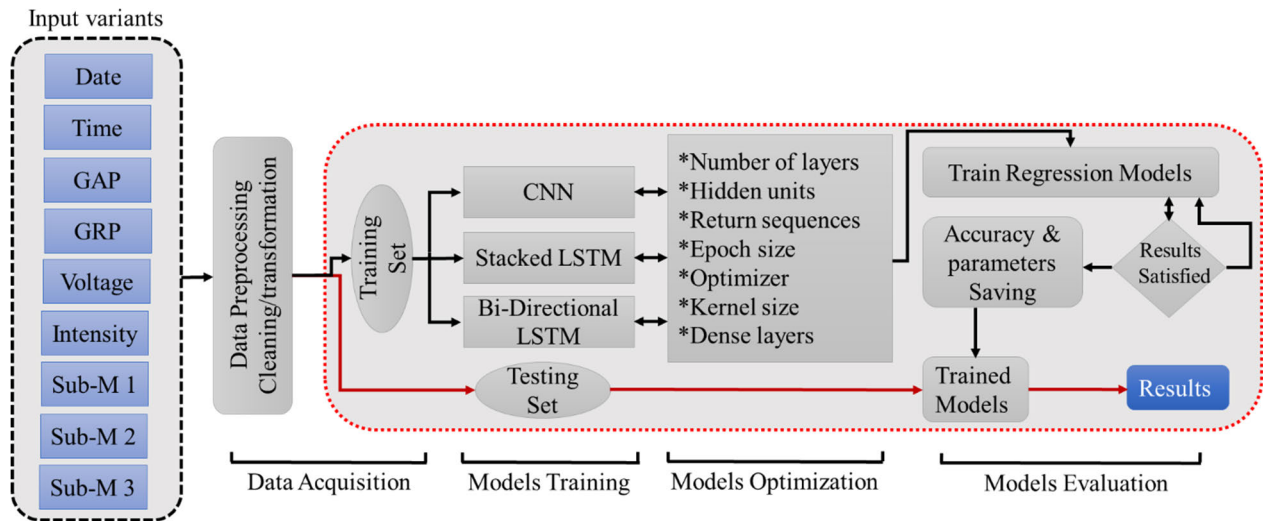 Input variants
Date
Time
GAP
GRP
Voltage
Intensity
Sub-M 1
Sub-M 2
Sub-M 3
Data Preprocessing
Cleaning/transformation
Training
Set
CNN
Stacked LSTM
Bi-Directional
LSTM
Testing
Set
*Number of layers
*Hidden units
*Return sequences
*Epoch size
*Optimizer
*Kernel size
*Dense layers
Train Regression Models
Accuracy &
parameters
Saving
Results
Satisfied
Trained
Models
Results
Data Acquisition
Models Training
Models Optimization
Models Evaluation